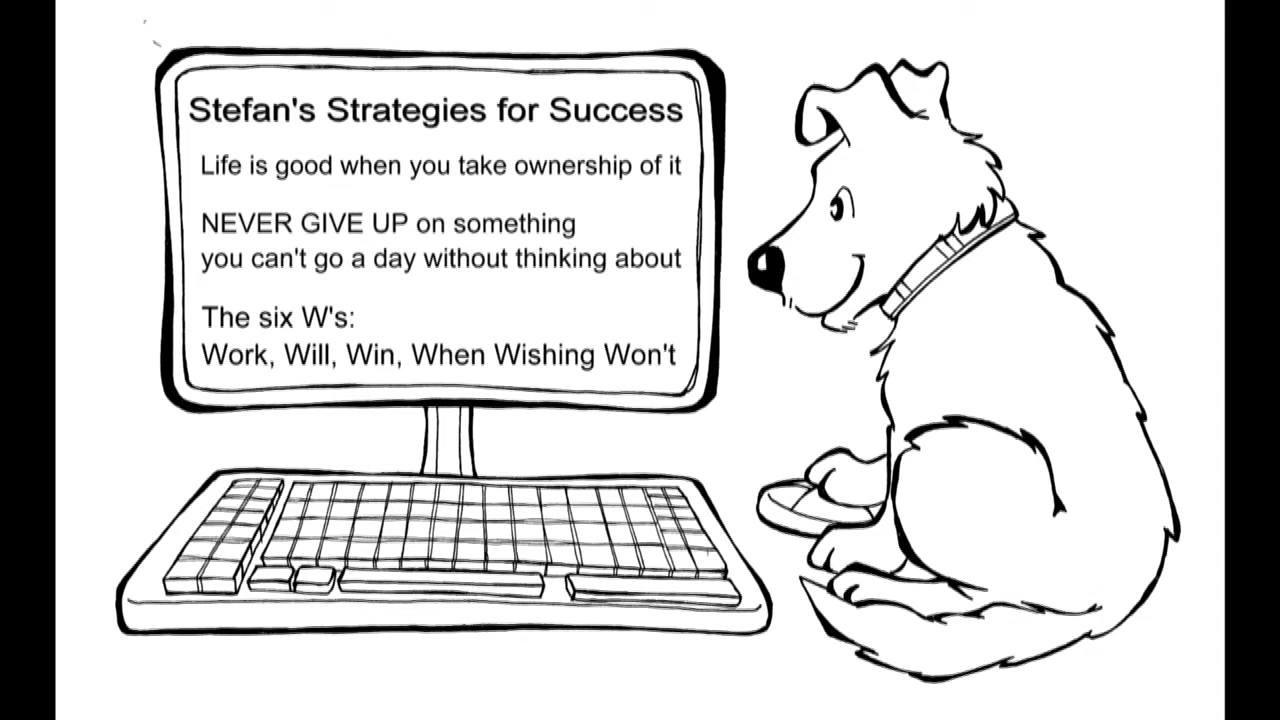 Stefan's Strategies for Success
Life is good when you take ownership of it
NEVER GIVE UP on something
you can't go a day without thinking about
The six W's:
Work, Will, Win, When Wishing Won't